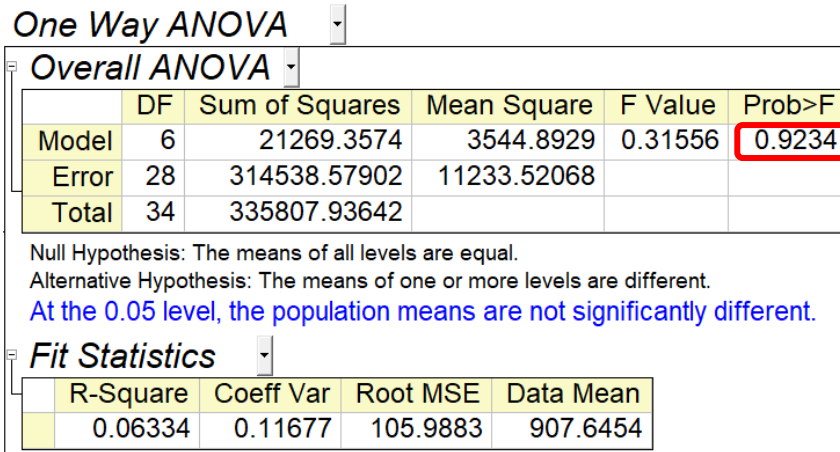 One Way ANOVA
Overall ANOVA
DF Sum of Squares Mean Square F Value Prob>F
Model 6 21269.3574 3544.8929 0.31556 0.9234
Error 28 314538.57902 11233.52068
Total 34 335807.93642
Null Hypothesis: The means of all levels are equal.
Alternative Hypothesis: The means of one or more levels are different.
At the 0.05 level, the population means are not significantly different.
Fit Statistics
R-Square Coeff Var Root MSE Data Mean
0.06334 0.11677 105.9883 907.6454